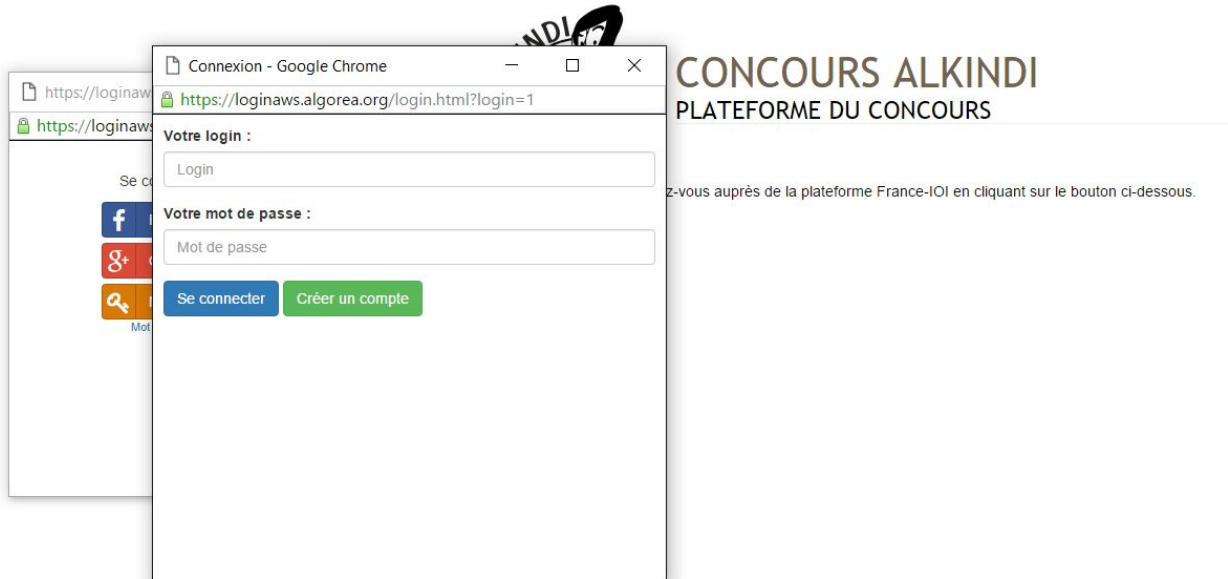 CONCOURS ALKINDI
PLATEFORME DU CONCOURS
Connexion - Google Chrome
https://loginaws.algorea.org/login.html?login=1
Votre login :
Login
Votre mot de passe :
Mot de passe
Se connecter Créer un compte
https://loginaw
https://loginaws
Se co
f
g+
Mot
z-vous auprès de la plateforme France-IOI en cliquant sur le bouton ci-dessous.